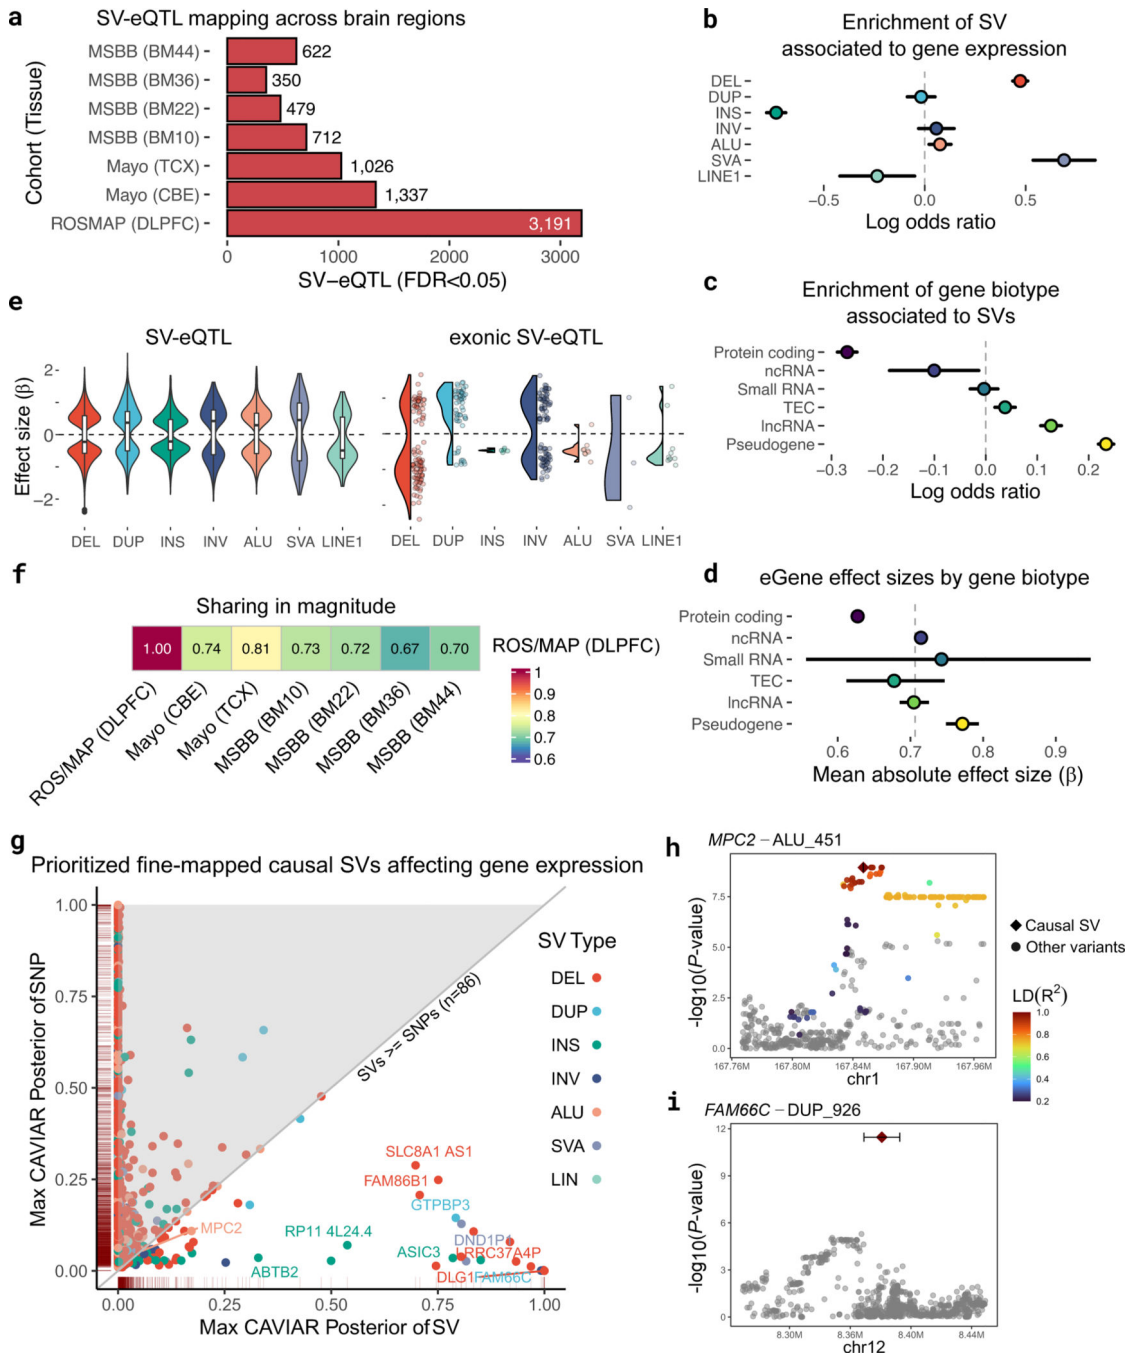 a
SV-eQTL mapping across brain regions
Cohort (Tissue)
MSBB (BM44)
622
MSBB (BM36)
350
MSBB (BM22)
479
MSBB (BM10)
712
Mayo (TCX)
1,026
Mayo (CBE)
1,337
ROSMAP (DLPFC)
3,191
0 1000 2000 3000
SV−eQTL (FDR<0.05)
b
Enrichment of SV
associated to gene expression
DEL
DUP
INS
INV
ALU
SVA
LINE1
−0.5 0.0 0.5
Log odds ratio
c
Enrichment of gene biotype
associated to SVs
Protein coding
ncRNA
Small RNA
TEC
lncRNA
Pseudogene
−0.3 −0.2 −0.1 0.0 0.1 0.2
Log odds ratio
e
SV-eQTL
exonic SV-eQTL
Effect size (β)
2
0
−2
DEL DUP INS INV ALU SVA LINE1
DEL DUP INS INV ALU SVA LINE1
d
eGene effect sizes by gene biotype
Protein coding
ncRNA
Small RNA
TEC
lncRNA
Pseudogene
0.6 0.7 0.8 0.9
Mean absolute effect size (β)
f
Sharing in magnitude
1.00 0.74 0.81 0.73 0.72 0.67 0.70
ROS/MAP (DLPFC)
Mayo (CBE)
Mayo (TCX)
MSBB (BM10)
MSBB (BM22)
MSBB (BM36)
MSBB (BM44)
ROS/MAP (DLPFC)
1
0.9
0.8
0.7
0.6
g
Prioritized fine-mapped causal SVs affecting gene expression
Max CAVIAR Posterior of SNP
1.00
0.75
0.50
0.25
0.00
SVs >= SNPs (n=86)
SLC8A1 AS1
FAM86B1
GTPBP3
MPC2
RP11 4L24.4
DND1P1
ASIC3
LRRC37A4P
ABTB2
DLG1
FAM66C
0.00 0.25 0.50 0.75 1.00
Max CAVIAR Posterior of SV
SV Type
DEL
DUP
INS
INV
ALU
SVA
LIN
h
MPC2 − ALU_451
-log10(P-value)
7.5
5.0
2.5
0.0
167.76M 167.80M 167.84M 167.90M 167.96M
chr1
Causal SV
Other variants
LD(R2)
1.0
0.8
0.6
0.4
0.2
i
FAM66C − DUP_926
-log10(P-value)
12
9
6
3
0
8.30M 8.36M 8.40M 8.44M
chr12